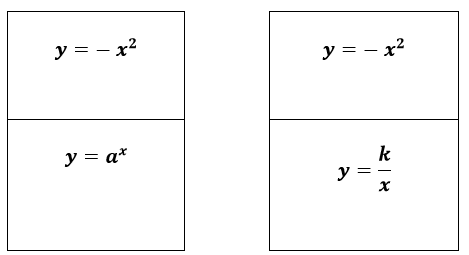 y = − x²
y = aˣ
y = − x²
y = k/x